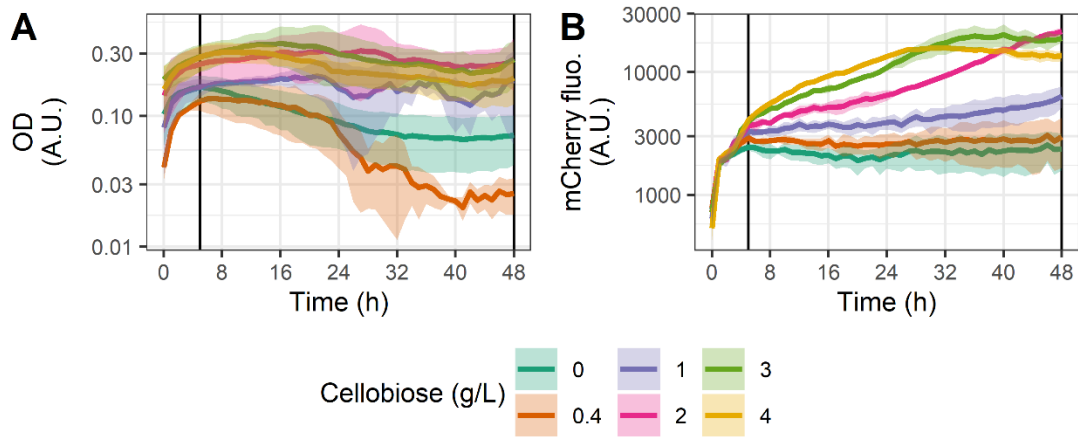 A
B
OD
(A.U.)
0.30
0.10
0.03
0.01
0 8 16 24 32 40 48
Time (h)
mCherry fluo.
(A.U.)
30000
10000
3000
1000
0 8 16 24 32 40 48
Time (h)
Cellobiose (g/L)
0 1 3
0.4 2 4